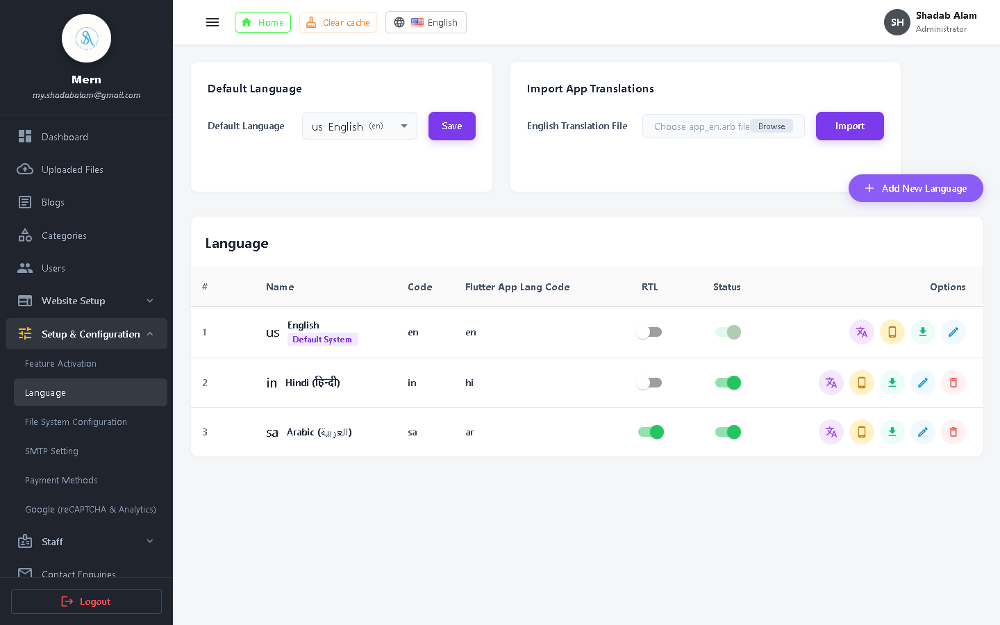 Mern
my.shadabalam@gmail.com
Dashboard
Uploaded Files
Blogs
Categories
Users
Website Setup
Setup & Configuration
Feature Activation
Language
File System Configuration
SMTP Setting
Payment Methods
Google (reCAPTCHA & Analytics)
Staff
Contact Enquiries
Logout
Home
Clear cache
English
SH
Shadab Alam
Administrator
Default Language
Default Language
us English (en)
Save
Import App Translations
English Translation File
Choose app_en.arb file
Browse
Import
+ Add New Language
Language
# Name Code Flutter App Lang Code RTL Status Options
1 us English en en
Default System
2 in Hindi (हिन्दी) in hi
3 sa Arabic (العربية) sa ar